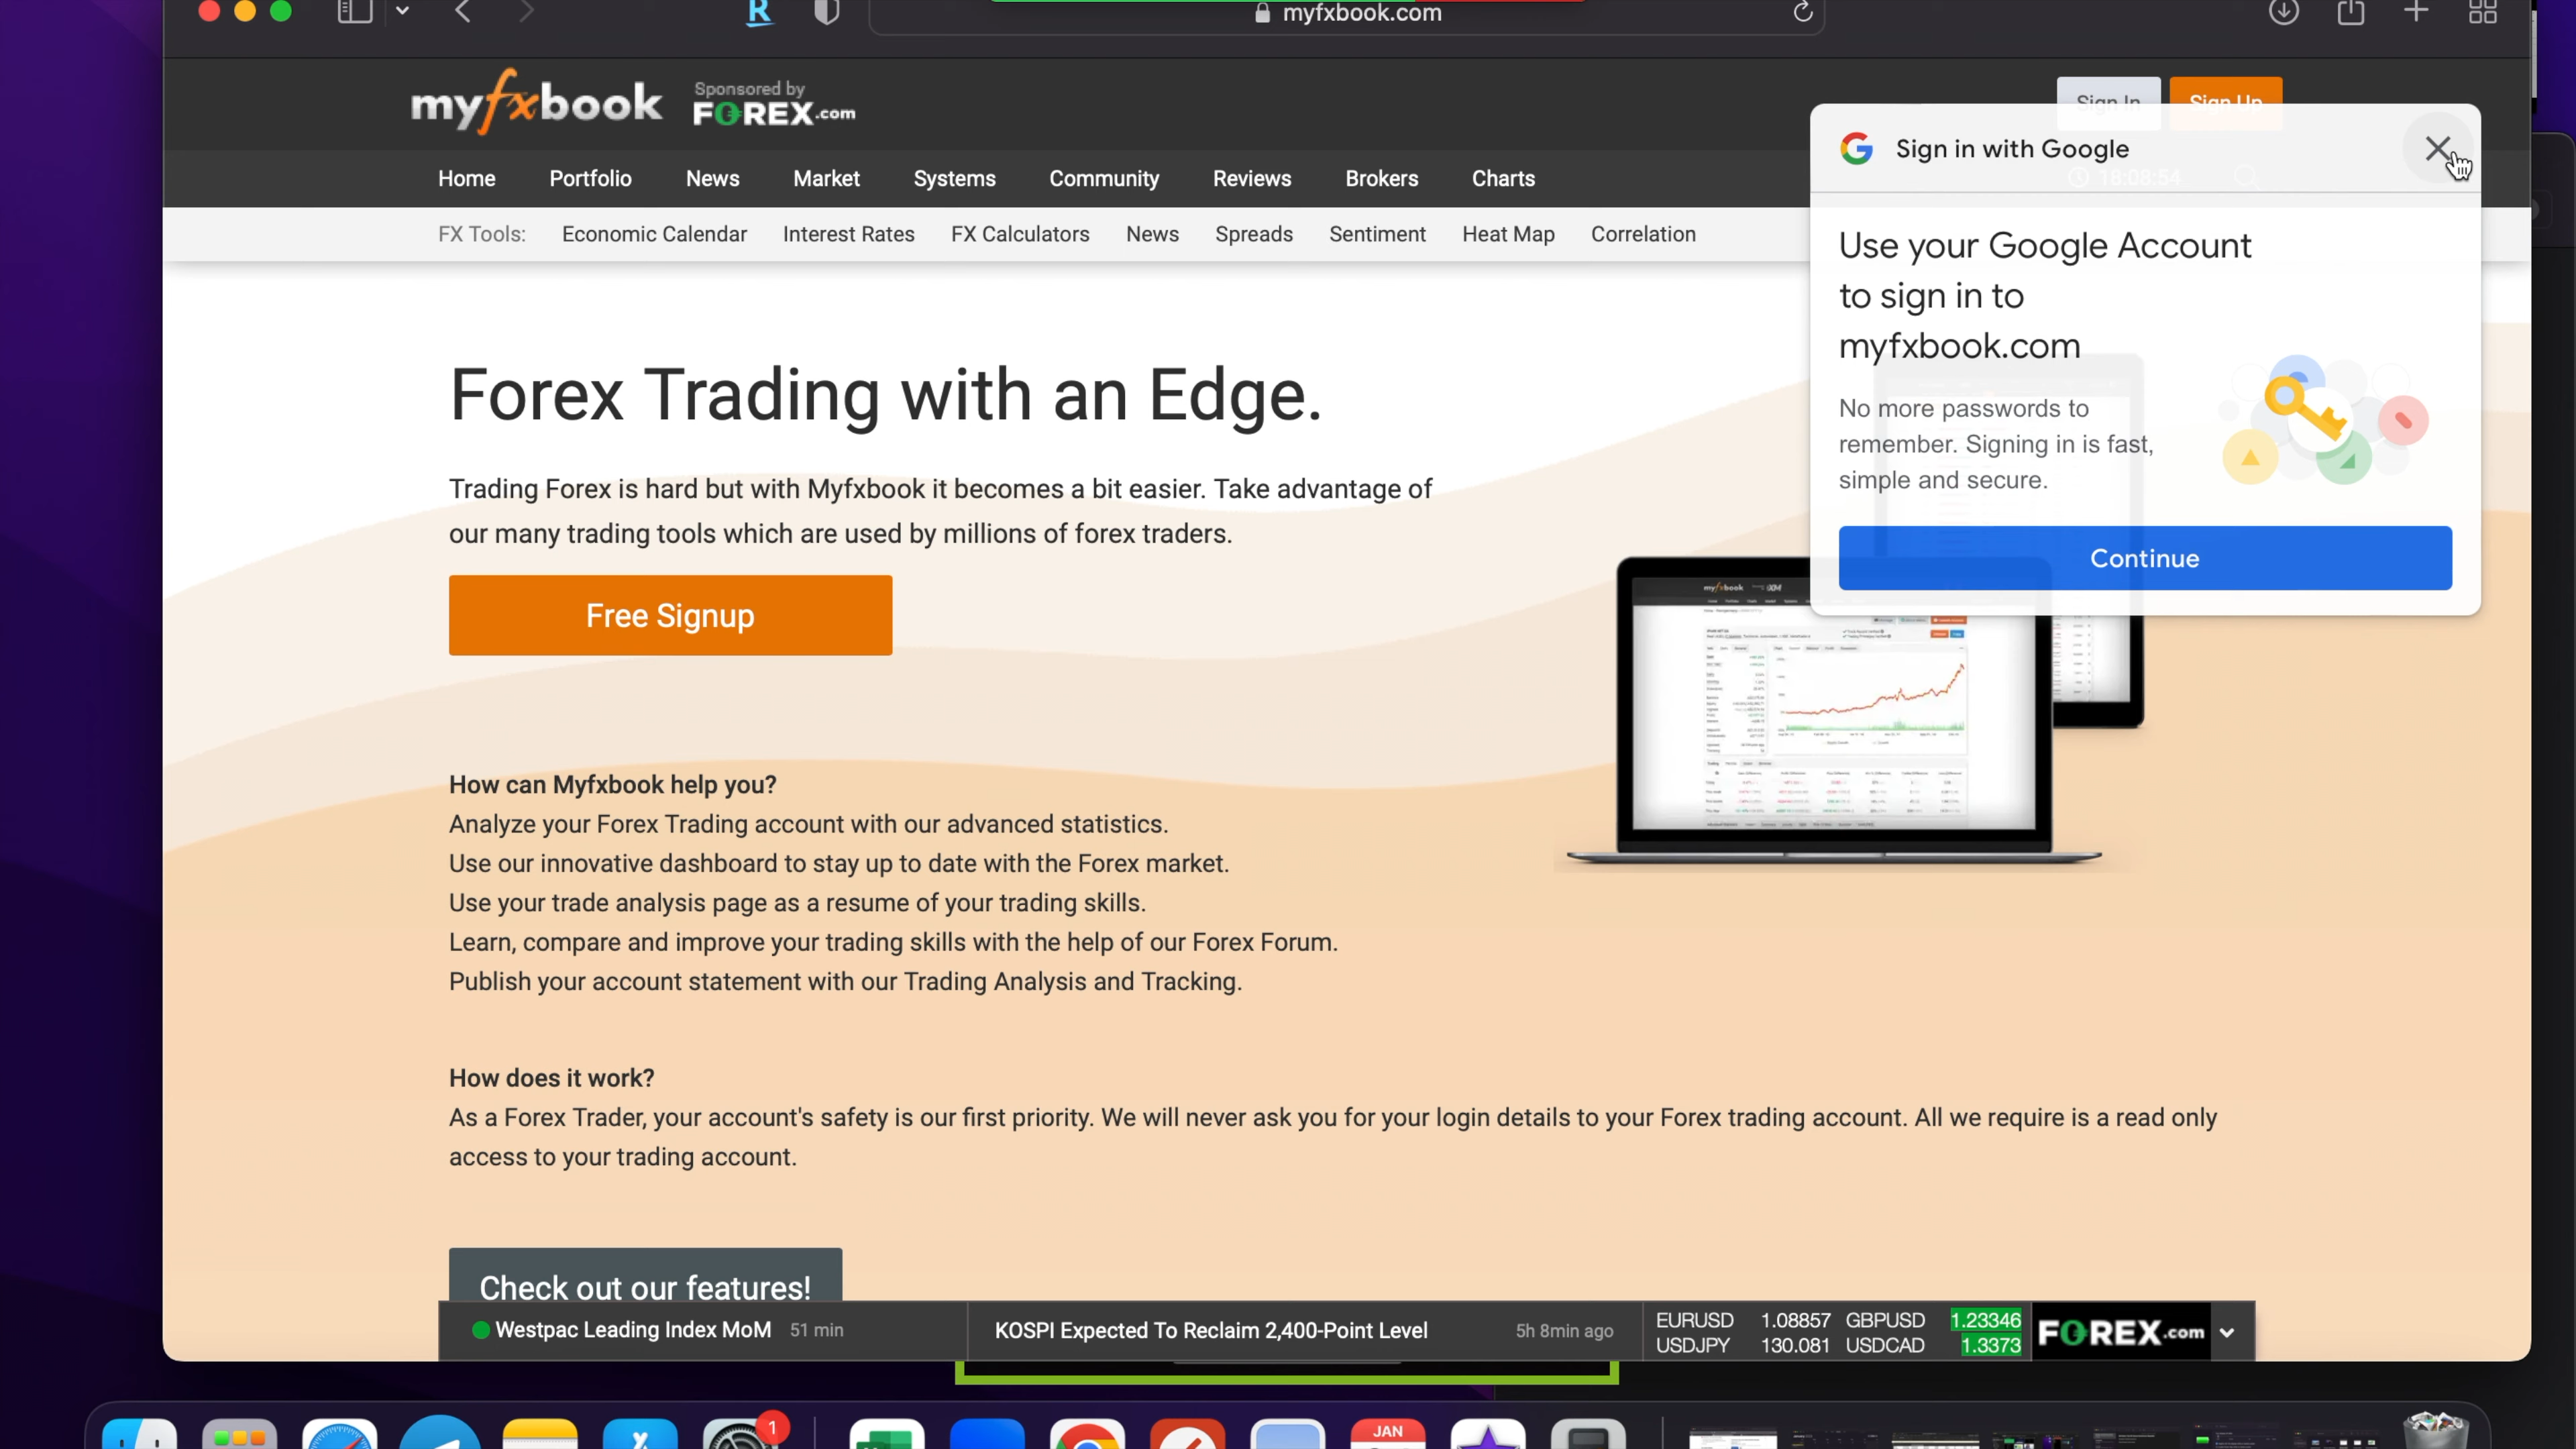 myfxbook.com
myfxbook
Sponsored by
FOREX.com
Sign In
Sign Up
Home Portfolio News Market Systems Community Reviews Brokers Charts
18:08:54
FX Tools: Economic Calendar Interest Rates FX Calculators News Spreads Sentiment Heat Map Correlation
Sign in with Google
Use your Google Account
to sign in to
myfxbook.com
No more passwords to
remember. Signing in is fast,
simple and secure.
Continue
Forex Trading with an Edge.
Trading Forex is hard but with Myfxbook it becomes a bit easier. Take advantage of
our many trading tools which are used by millions of forex traders.
Free Signup
myfxbook
How can Myfxbook help you?
Analyze your Forex Trading account with our advanced statistics.
Use our innovative dashboard to stay up to date with the Forex market.
Use your trade analysis page as a resume of your trading skills.
Learn, compare and improve your trading skills with the help of our Forex Forum.
Publish your account statement with our Trading Analysis and Tracking.
How does it work?
As a Forex Trader, your account's safety is our first priority. We will never ask you for your login details to your Forex trading account. All we require is a read only
access to your trading account.
Check out our features!
Westpac Leading Index MoM 51 min
KOSPI Expected To Reclaim 2,400-Point Level 5h 8min ago
EURUSD 1.08857 GBPUSD 1.23346
USDJPY 130.081 USDCAD 1.3373
FOREX.com
1
JAN